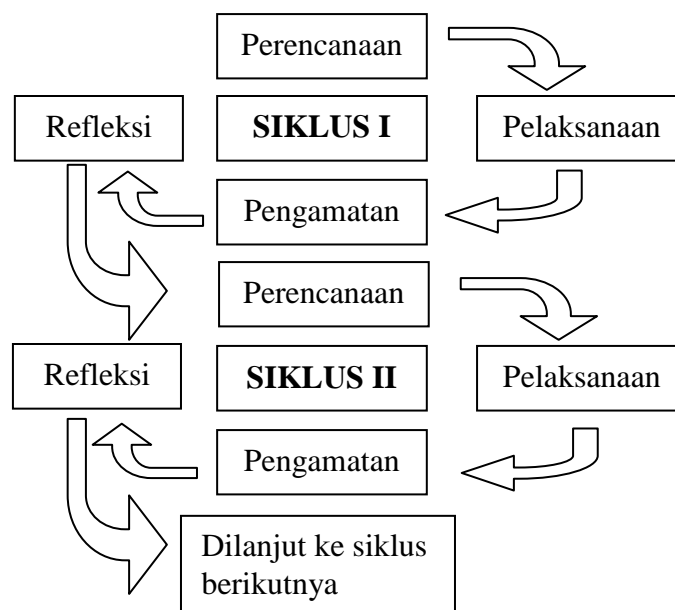 Perencanaan
Refleksi
SIKLUS I
Pelaksanaan
Pengamatan
Perencanaan
Refleksi
SIKLUS II
Pelaksanaan
Pengamatan
Dilanjut ke siklus
berikutnya